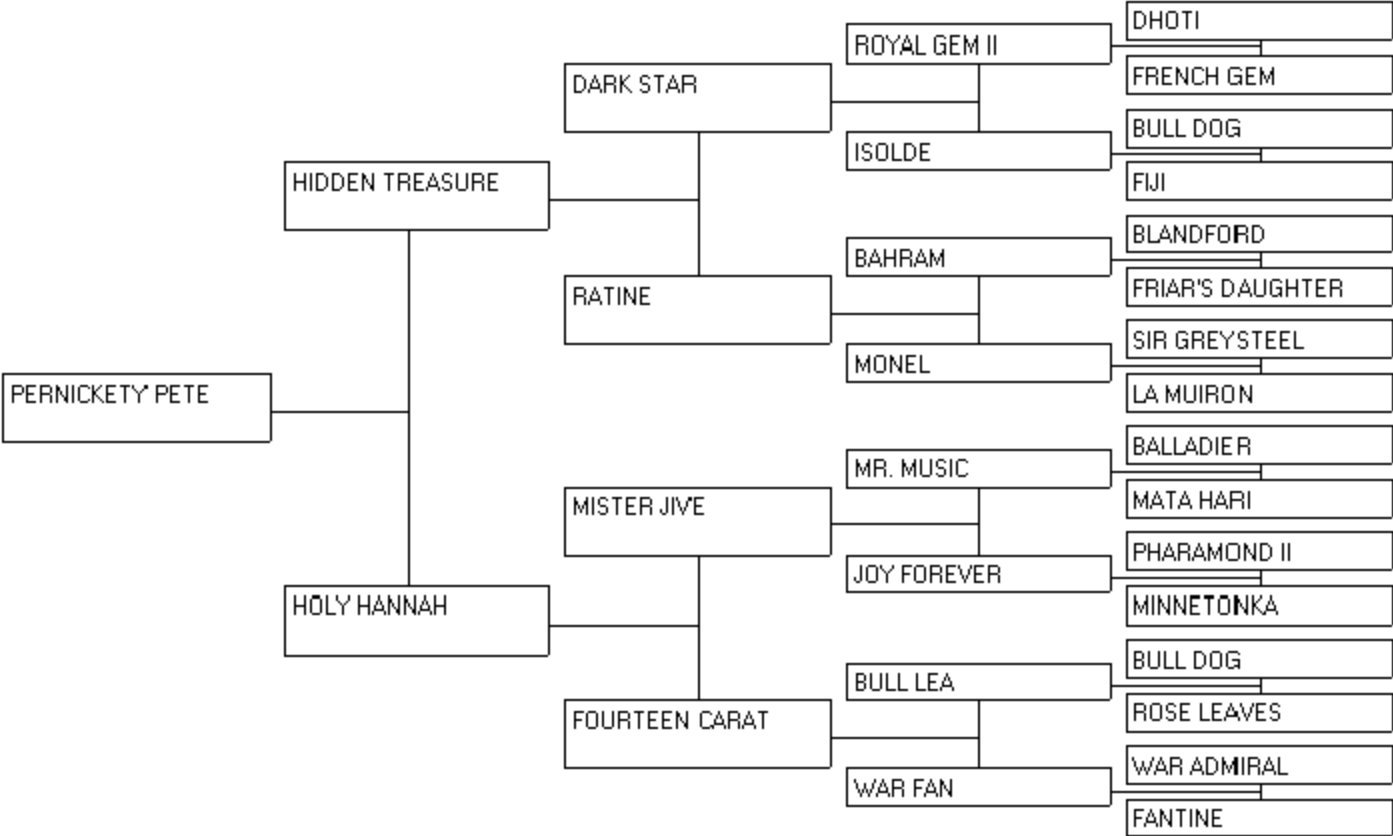 DHOTI
ROYAL GEM II
FRENCH GEM
DARK STAR
BULL DOG
ISOLDE
FIJI
HIDDEN TREASURE
BLANDFORD
BAHRAM
FRIAR'S DAUGHTER
RATINE
SIR GREYSTEEL
MONEL
LA MUIRON
PERNICKETY PETE
BALLADIER
MR. MUSIC
MATA HARI
MISTER JIVE
PHARAMOND II
JOY FOREVER
MINNETONKA
HOLY HANNAH
BULL DOG
BULL LEA
ROSE LEAVES
FOURTEEN CARAT
WAR ADMIRAL
WAR FAN
FANTINE